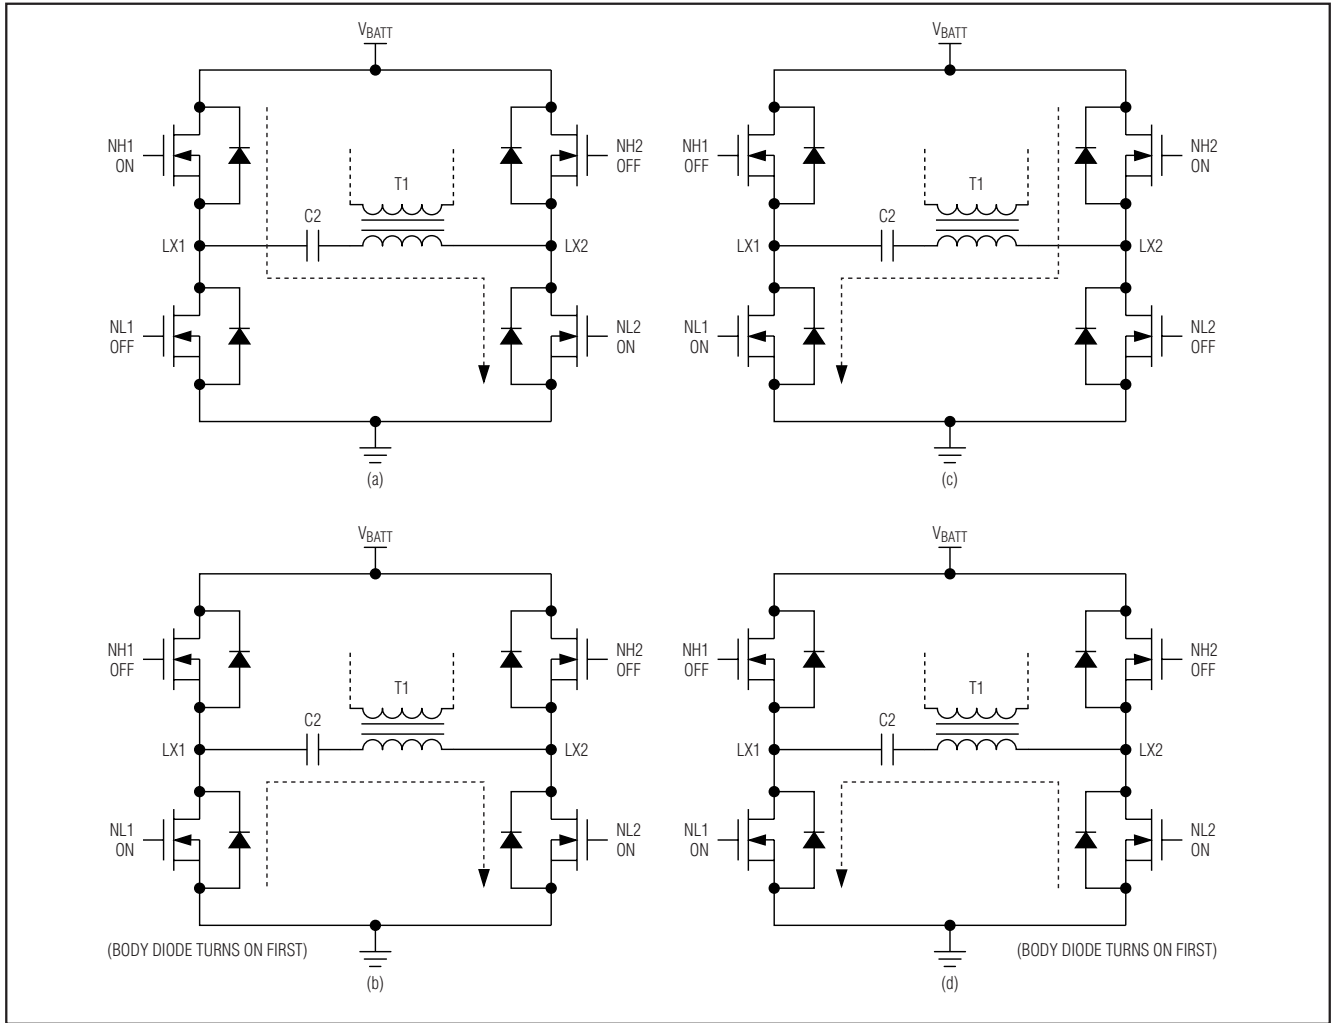 VBATT
NH1
ON
NH2
OFF
T1
C2
LX1
LX2
NL1
OFF
NL2
ON
(a)
VBATT
NH1
OFF
NH2
ON
T1
C2
LX1
LX2
NL1
ON
NL2
OFF
(c)
VBATT
NH1
OFF
NH2
OFF
T1
C2
LX1
LX2
NL1
ON
NL2
ON
(BODY DIODE TURNS ON FIRST)
(b)
VBATT
NH1
OFF
NH2
OFF
T1
C2
LX1
LX2
NL1
ON
NL2
ON
(BODY DIODE TURNS ON FIRST)
(d)